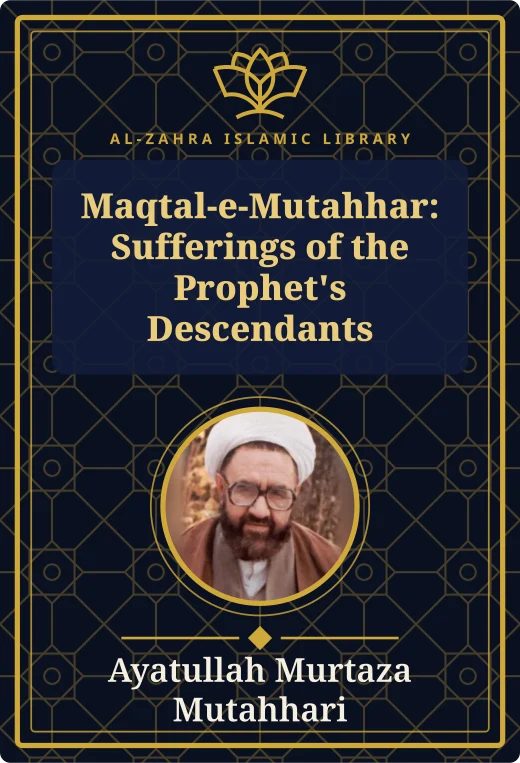 AL-ZAHRA ISLAMIC LIBRARY
Maqtal-e-Mutahhar:
Sufferings of the
Prophet's
Descendants
Ayatullah Murtaza
Mutahhari